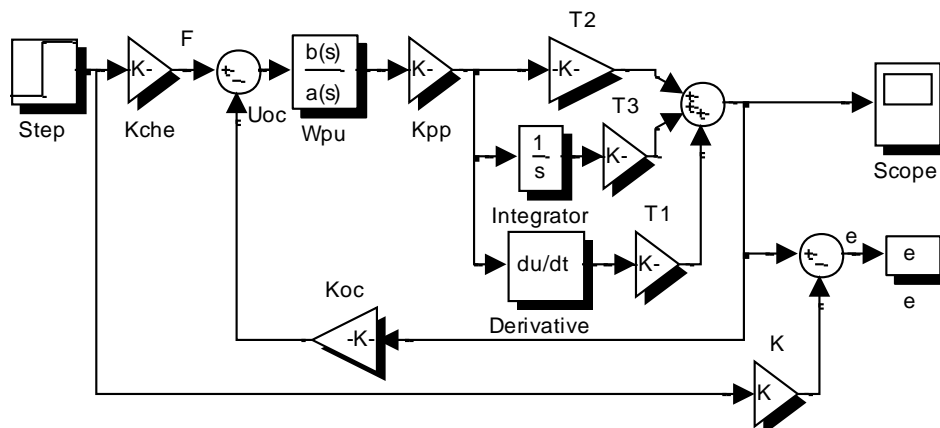 T2
F
b(s)
a(s)
K-
K-
-K-
Step
Kche
Uoc
Wpu
Kpp
T3
1
s
K-
Scope
Integrator
T1
du/dt
K-
e
e
e
Koc
Derivative
-K-
K
K